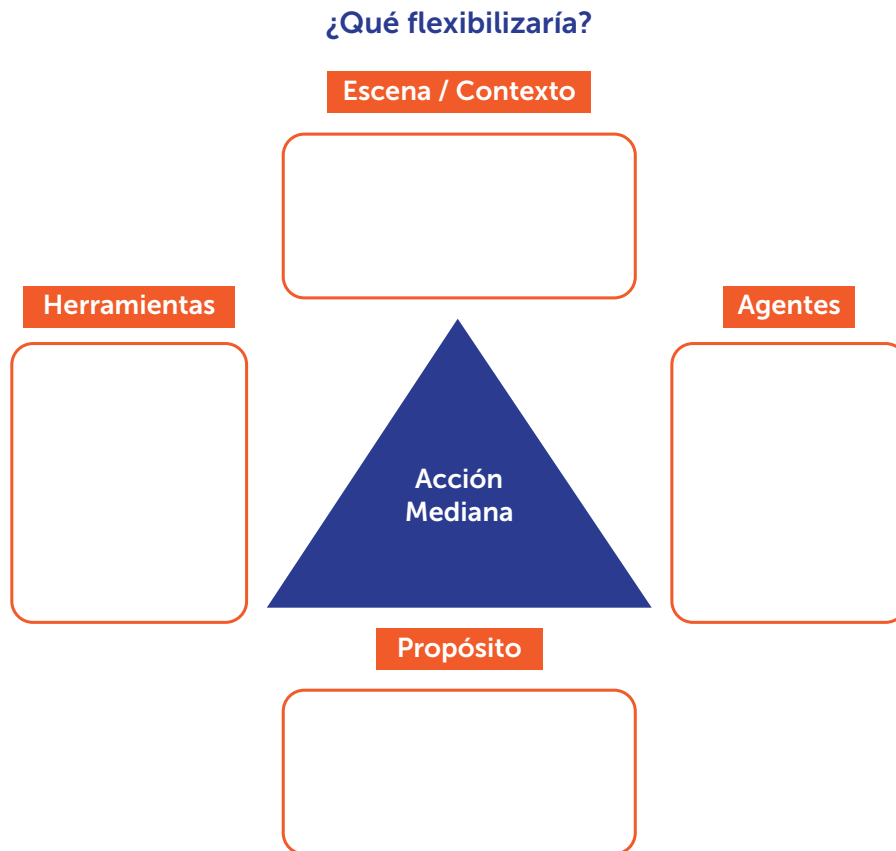 ¿Qué flexibilizaría?
Escena / Contexto
Herramientas
Agentes
Acción
Mediana
Propósito